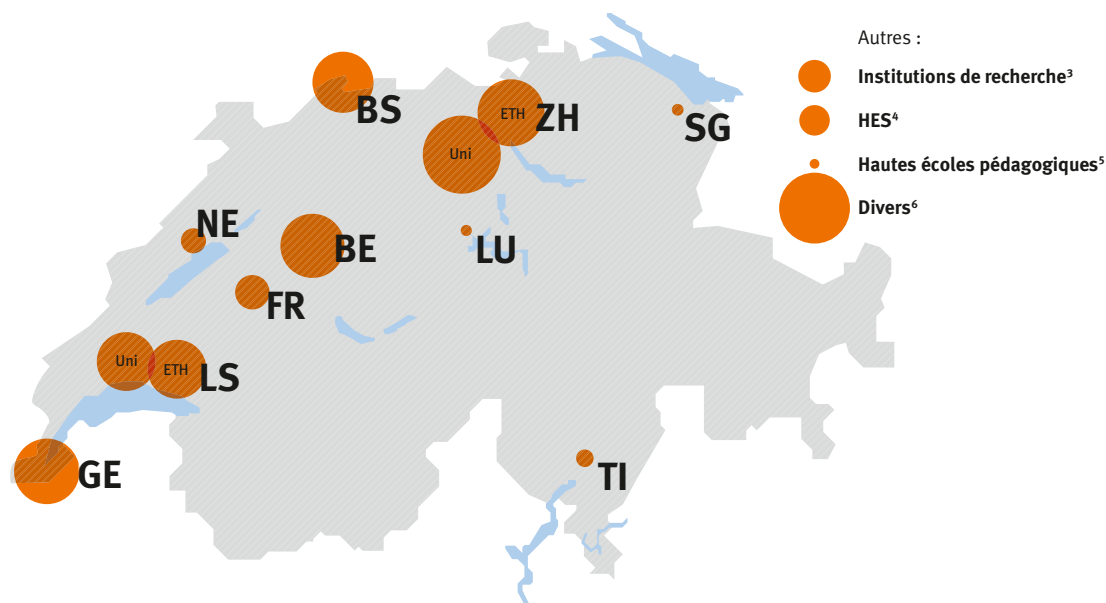 Autres :
Institutions de recherche³
HES⁴
Hautes écoles pédagogiques⁵
Divers⁶
BS
ETH
ZH
Uni
SG
NE
BE
LU
FR
Uni
ETH
LS
GE
TI